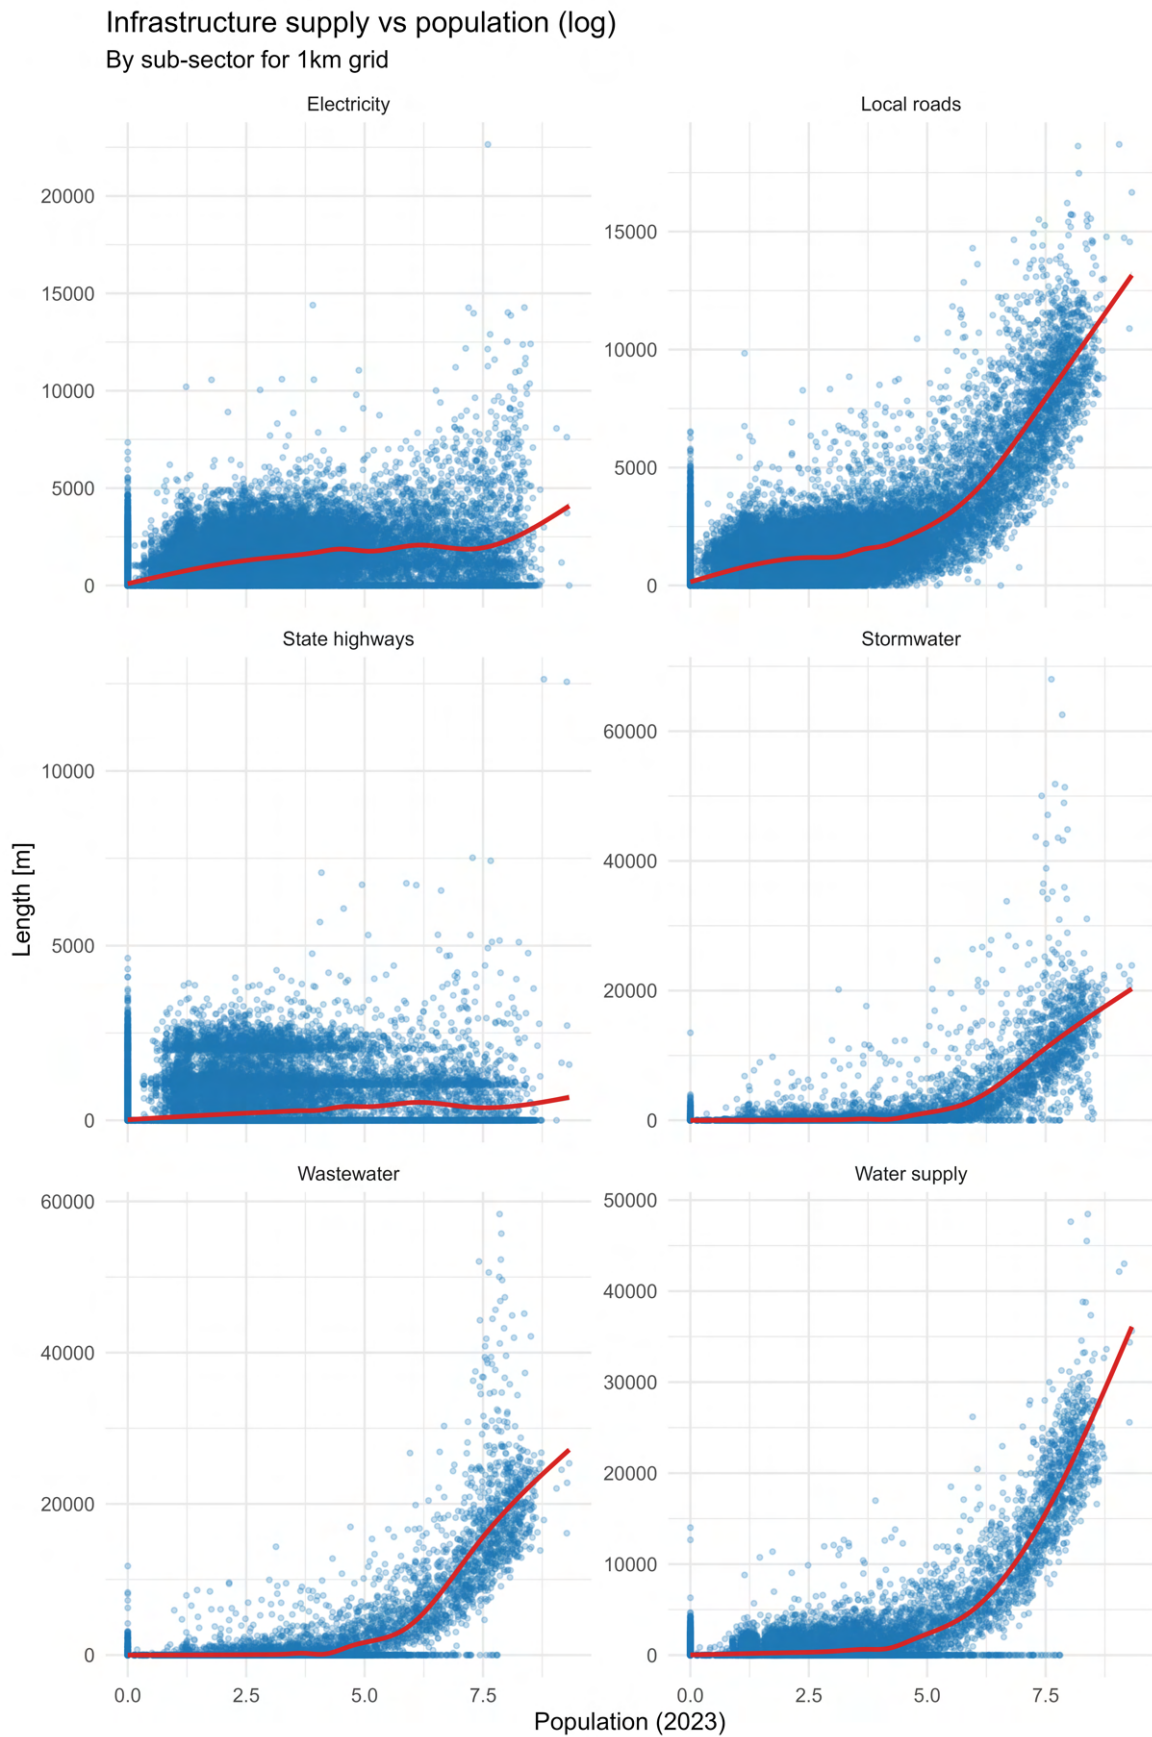 Infrastructure supply vs population (log)
By sub-sector for 1km grid
Electricity
Local roads
20000
15000
10000
5000
0
15000
10000
5000
0
State highways
Stormwater
10000
5000
0
60000
40000
20000
0
Length [m]
Wastewater
Water supply
60000
40000
20000
0
50000
40000
30000
20000
10000
0
0.0 2.5 5.0 7.5
0.0 2.5 5.0 7.5
Population (2023)